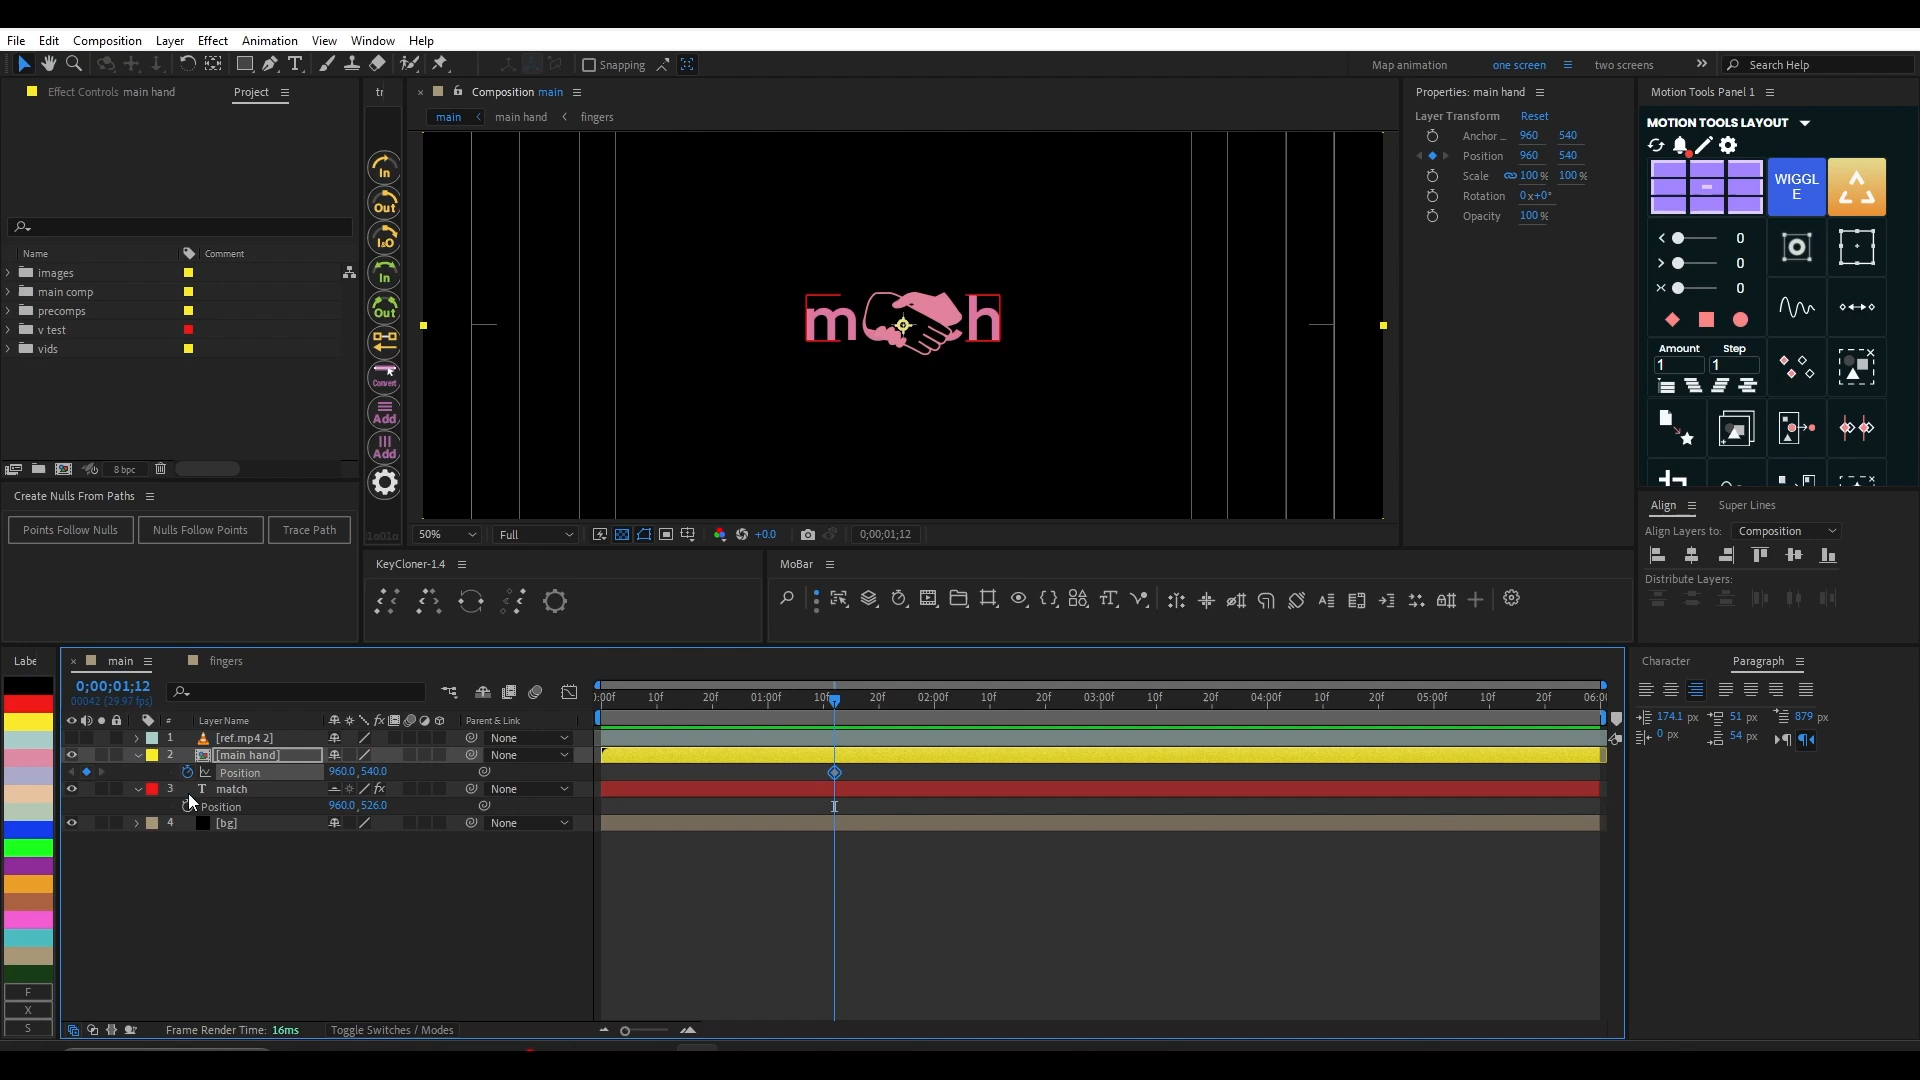 File Edit Composition Layer Effect Animation View Window Help
Snapping
Map animation one screen two screens Search Help
Effect Controls main hand Project
Name Comment
images
main comp
precomps
v test
vids
8 bpc
Create Nulls From Paths
Points Follow Nulls Nulls Follow Points Trace Path
In
Out
I&O
In
Out
Convert
Add
Add
Composition main
main main hand fingers
m h
50% Full +0.0 0;00;01;12
Properties: main hand
Layer Transform Reset
Anchor ... 960 540
Position 960 540
Scale 100 % 100 %
Rotation 0x+0°
Opacity 100 %
Motion Tools Panel 1
MOTION TOOLS LAYOUT
WIGGL
E
0
0
0
Amount Step
1 1
Align Super Lines
Align Layers to: Composition
Distribute Layers:
KeyCloner-1.4
MoBar
main fingers
0;00;01;12
00042 (29.97 fps)
:00f 10f 20f 01:00f 10f 20f 02:00f 10f 20f 03:00f 10f 20f 04:00f 10f 20f 05:00f 10f 20f 06:00
# Layer Name fx Parent & Link
1 [ref.mp4 2] None
2 [main hand] None
Position 960.0,540.0
3 T match fx None
Position 960.0,526.0
4 [bg] None
Frame Render Time: 16ms Toggle Switches / Modes
F
X
S
Character Paragraph
174.1 px 51 px 879 px
0 px 54 px